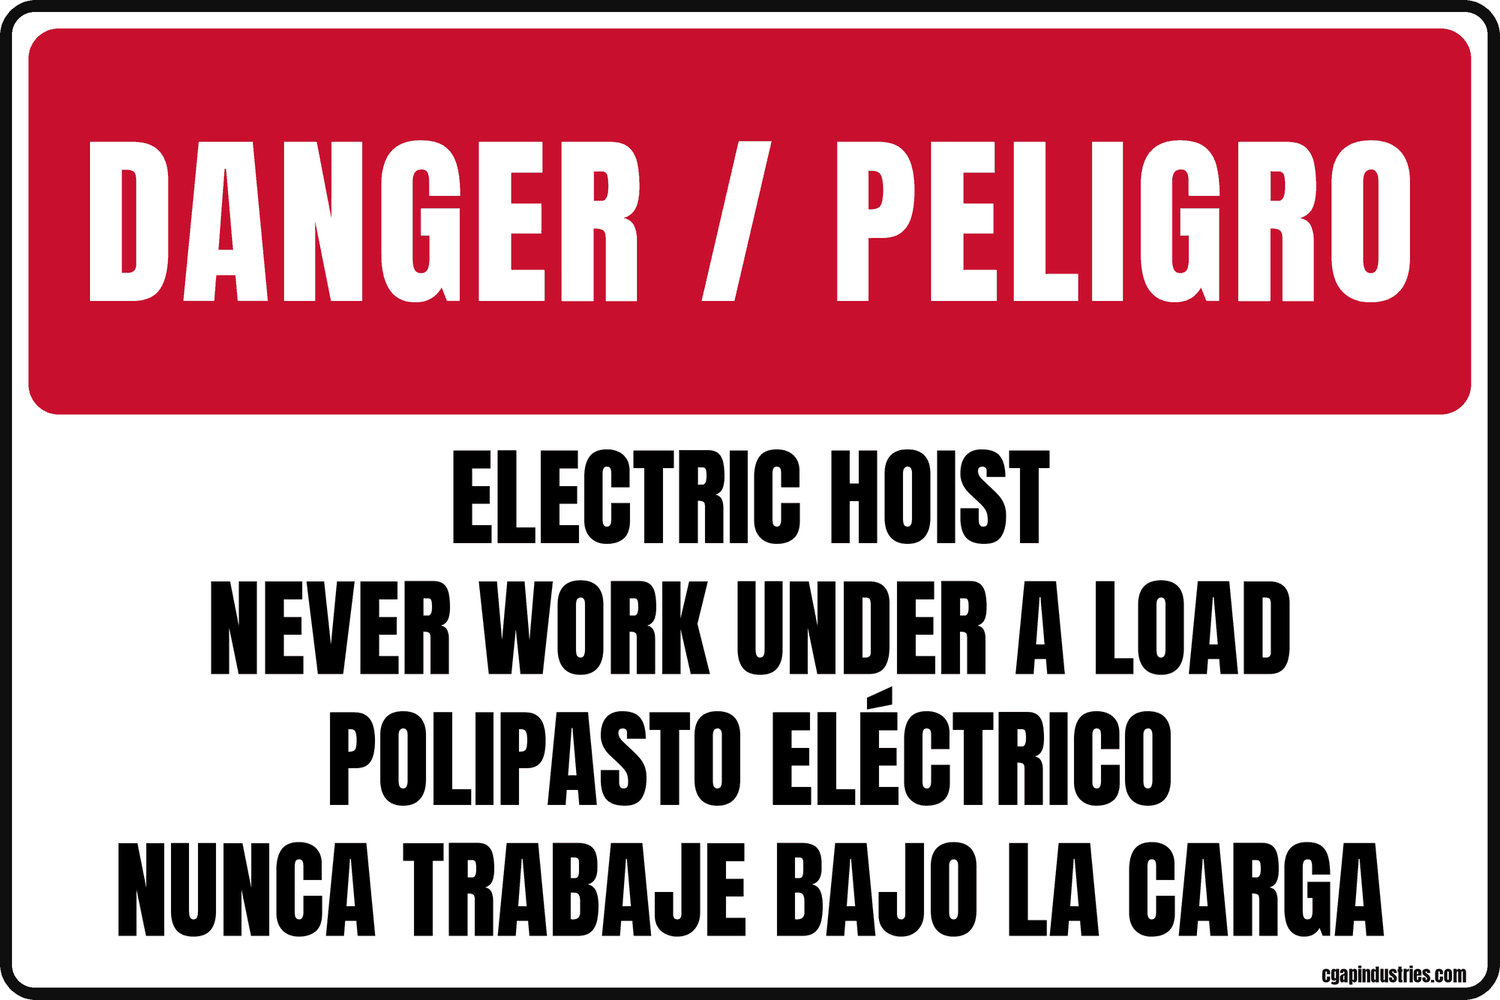 DANGER / PELIGRO
ELECTRIC HOIST
NEVER WORK UNDER A LOAD
POLIPASTO ELÉCTRICO
NUNCA TRABAJE BAJO LA CARGA
cgapindustries.com